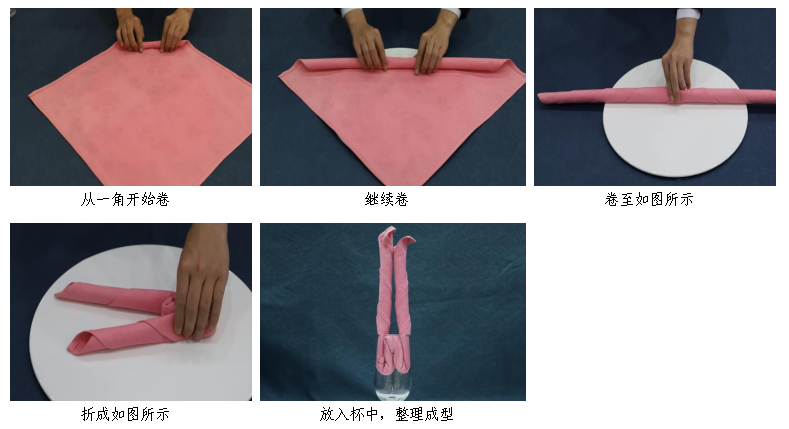 从一角开始卷
继续卷
卷至如图所示
折成如图所示
放入杯中，整理成型